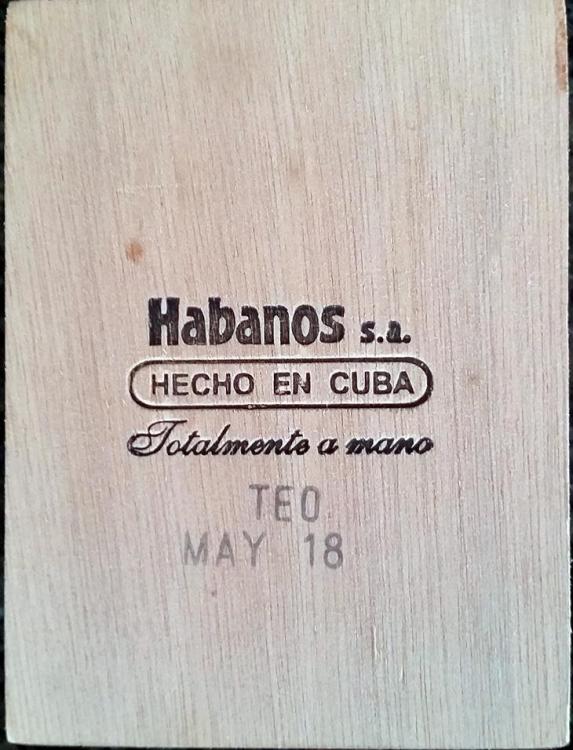 Habanos s.a.
HECHO EN CUBA
Totalmente a mano
TEO
MAY 18